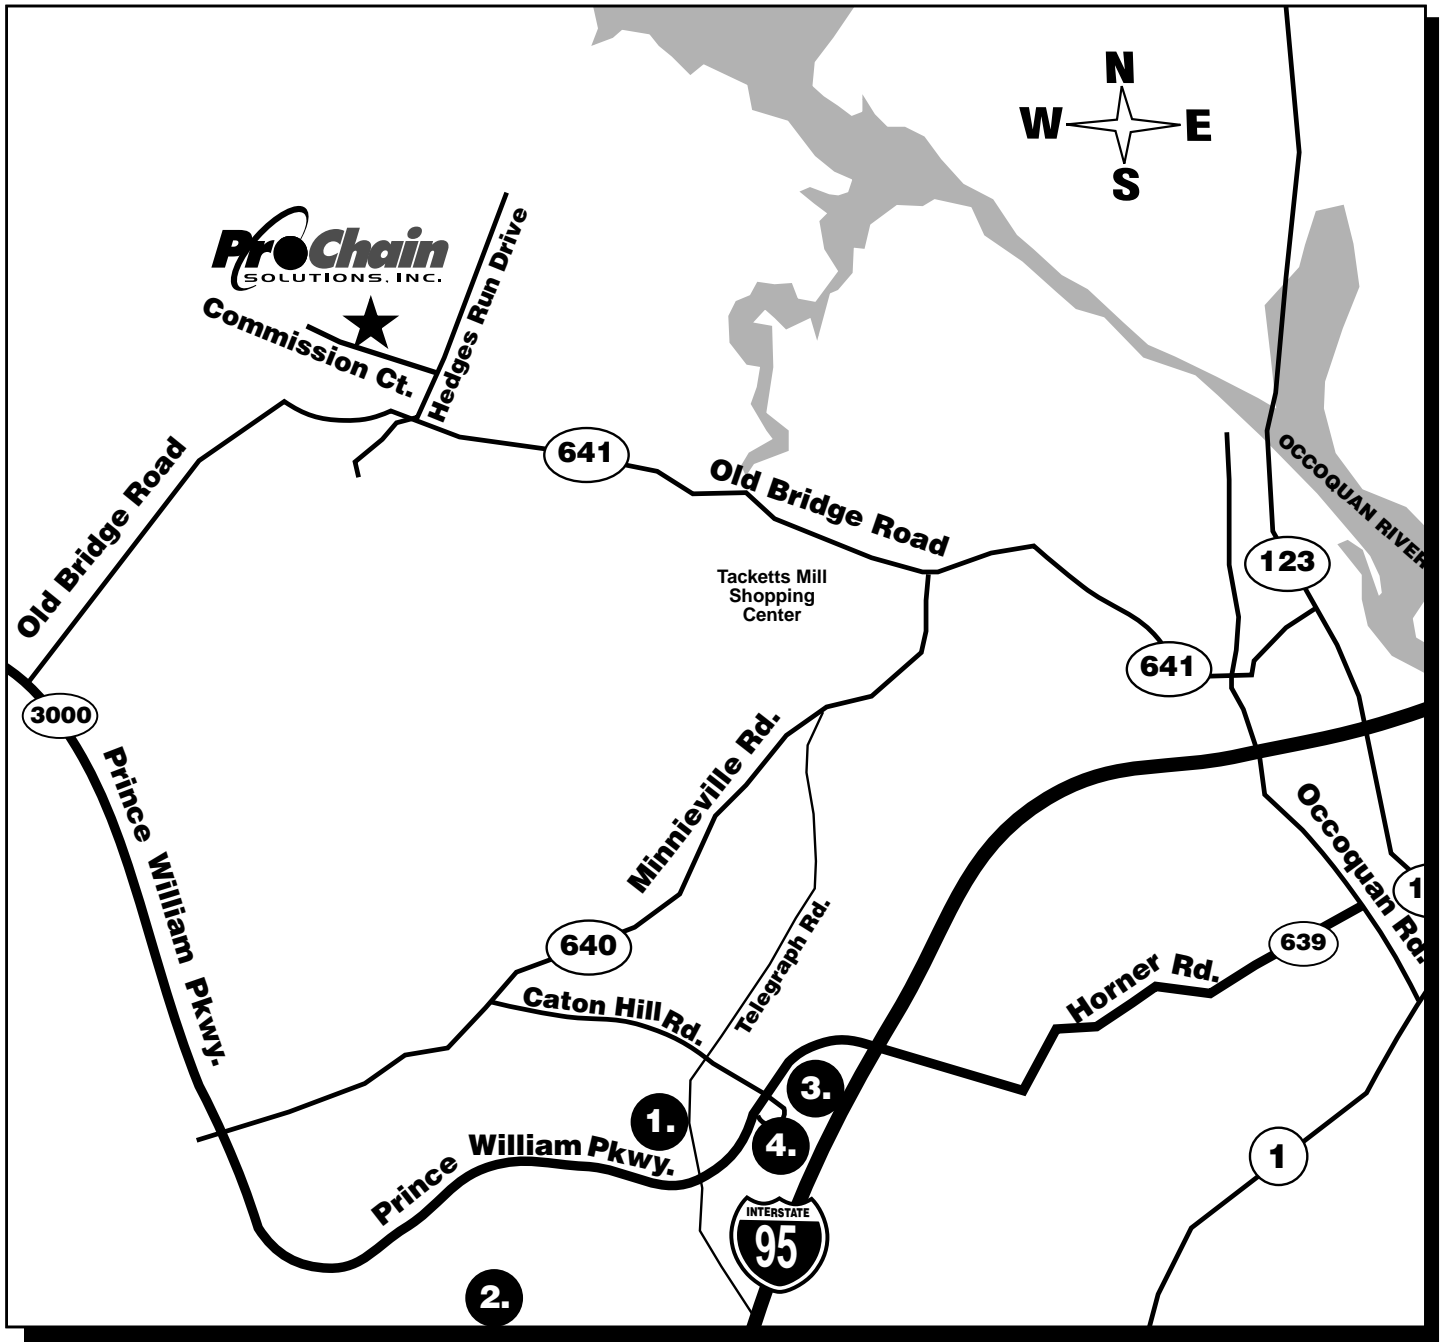 N
W E
S
ProChain
SOLUTIONS, INC.
Hedges Run Drive
Commission Ct.
641
Old Bridge Road
Old Bridge Road
OCCOQUAN RIVER
123
Tacketts Mill
Shopping
Center
641
3000
Prince William Pkwy.
Minnieville Rd.
Occoquan Rd.
1
640
639
Telegraph Rd.
Horner Rd.
Caton Hill Rd.
3.
1.
4.
Prince William Pkwy.
1
INTERSTATE
95
2.